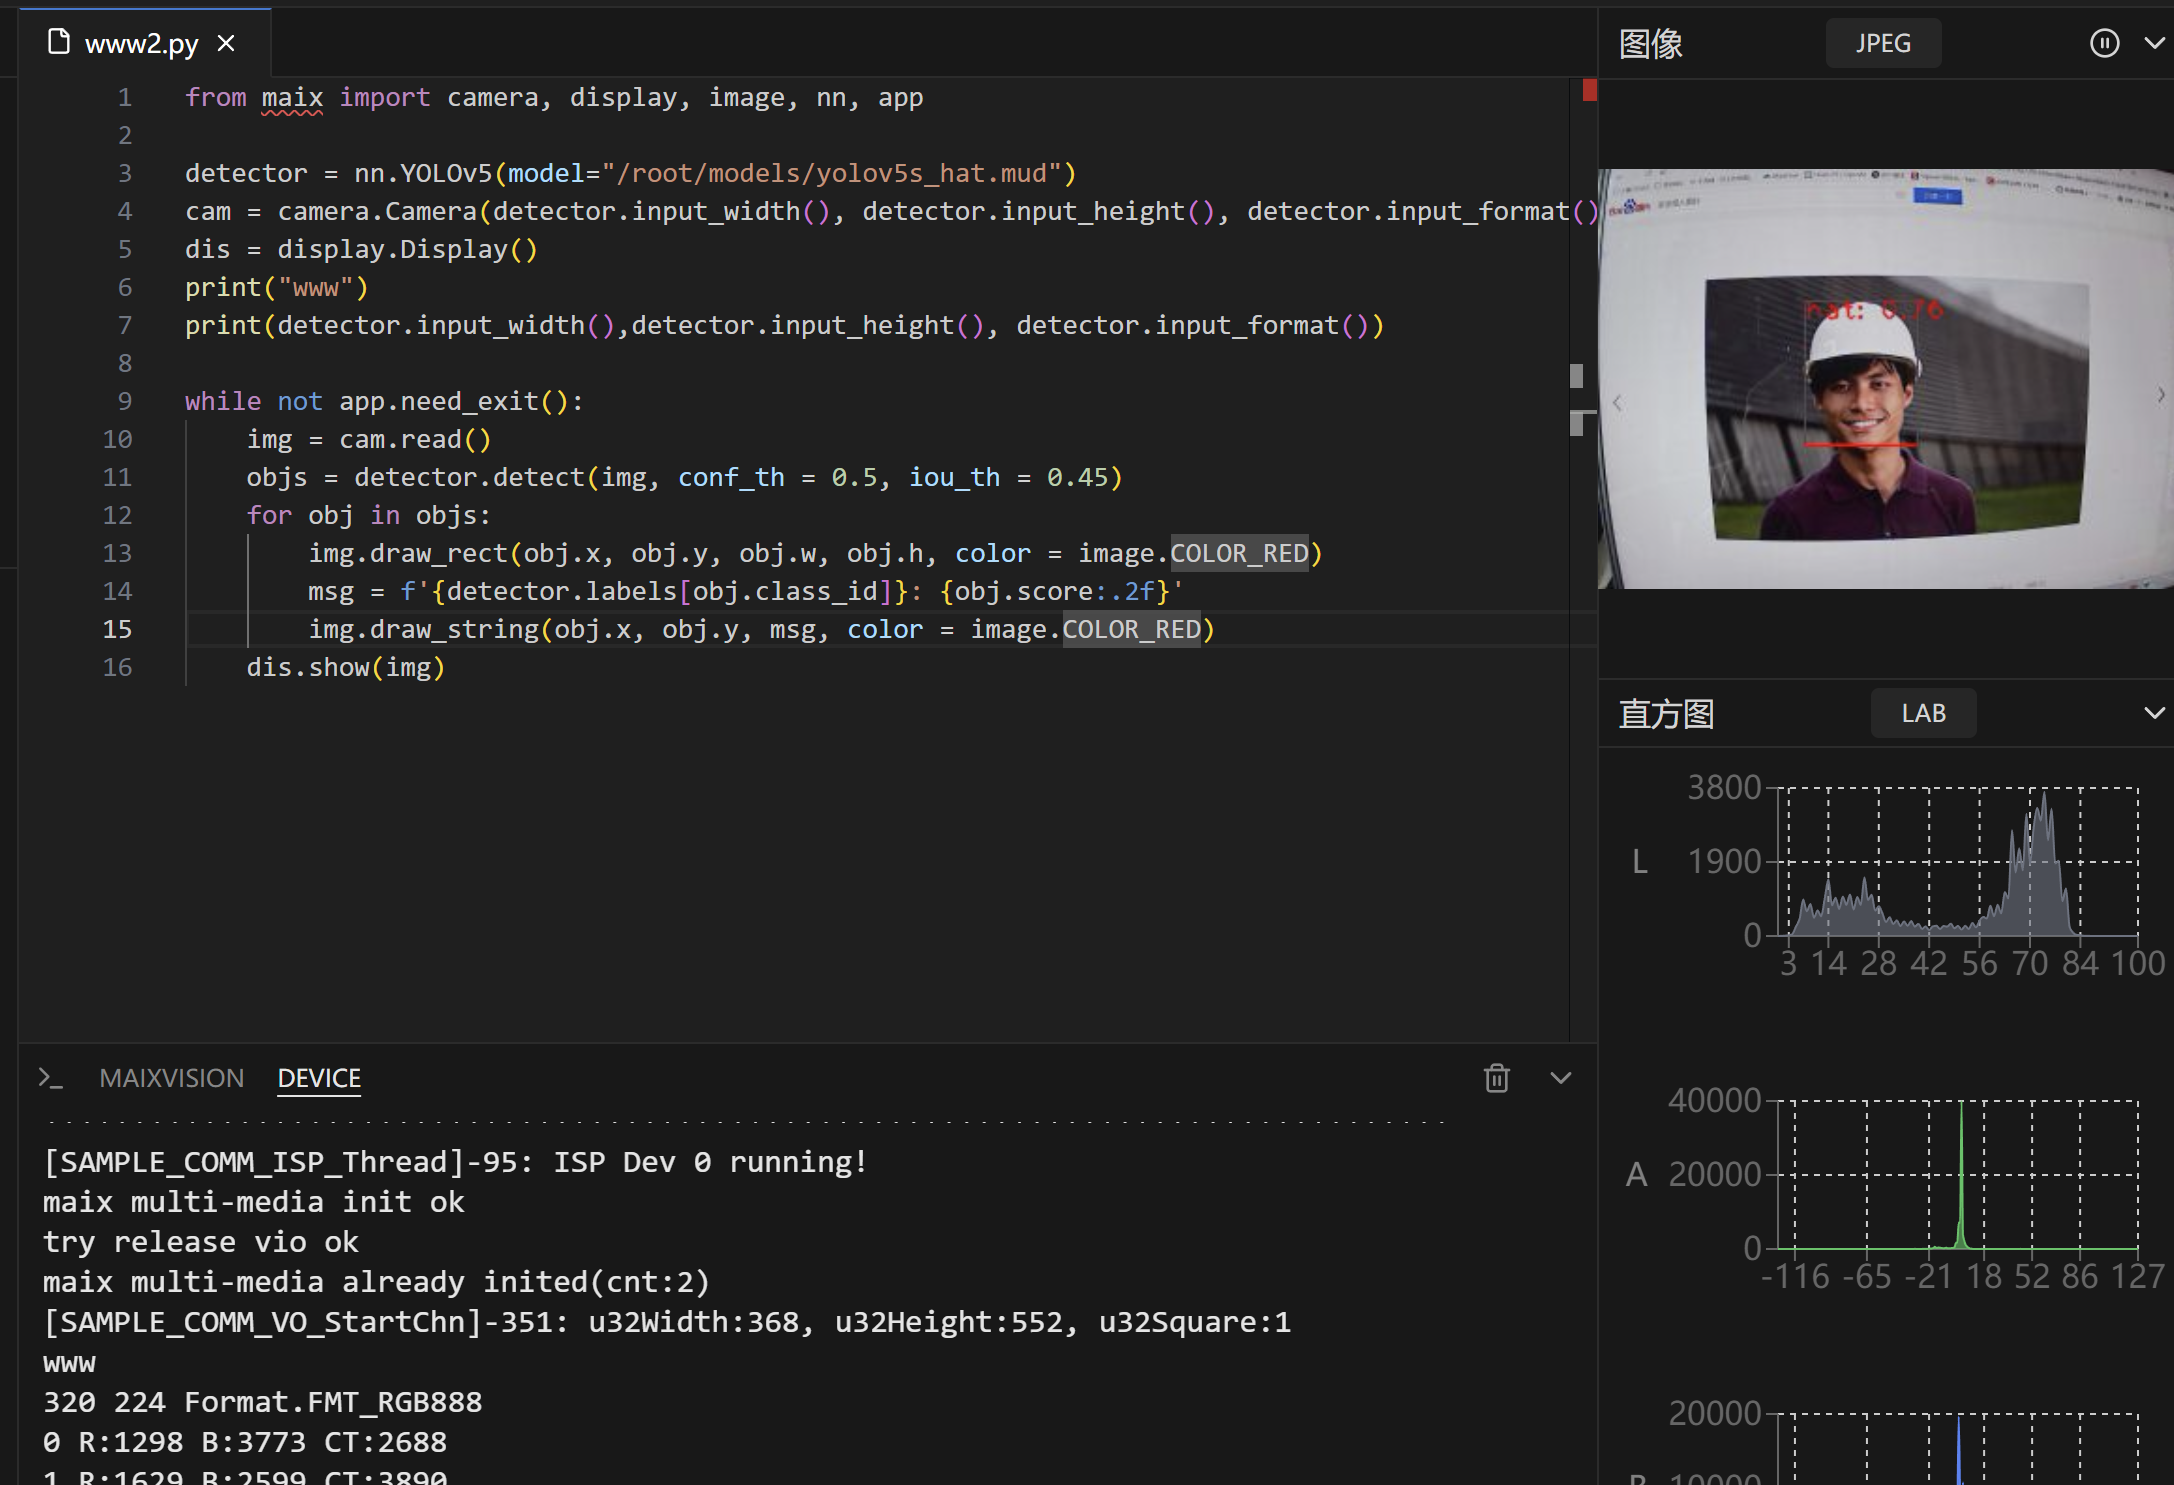 www2.py
from maix import camera, display, image, nn, app
detector = nn.YOLOv5(model="/root/models/yolov5s_hat.mud")
cam = camera.Camera(detector.input_width(), detector.input_height(), detector.input_format()
dis = display.Display()
print("www")
print(detector.input_width(),detector.input_height(), detector.input_format())
while not app.need_exit():
img = cam.read()
objs = detector.detect(img, conf_th = 0.5, iou_th = 0.45)
for obj in objs:
img.draw_rect(obj.x, obj.y, obj.w, obj.h, color = image.COLOR_RED)
msg = f'{detector.labels[obj.class_id]}: {obj.score:.2f}'
img.draw_string(obj.x, obj.y, msg, color = image.COLOR_RED)
dis.show(img)
1
2
3
4
5
6
7
8
9
10
11
12
13
14
15
16
MAIXVISION DEVICE
[SAMPLE_COMM_ISP_Thread]-95: ISP Dev 0 running!
maix multi-media init ok
try release vio ok
maix multi-media already inited(cnt:2)
[SAMPLE_COMM_VO_StartChn]-351: u32Width:368, u32Height:552, u32Square:1
www
320 224 Format.FMT_RGB888
0 R:1298 B:3773 CT:2688
1 R:1629 B:2599 CT:3890
图像 JPEG
hat: 0.76
直方图 LAB
L
3800
1900
0
3 14 28 42 56 70 84 100
A
40000
20000
0
-116 -65 -21 18 52 86 127
B
20000
10000